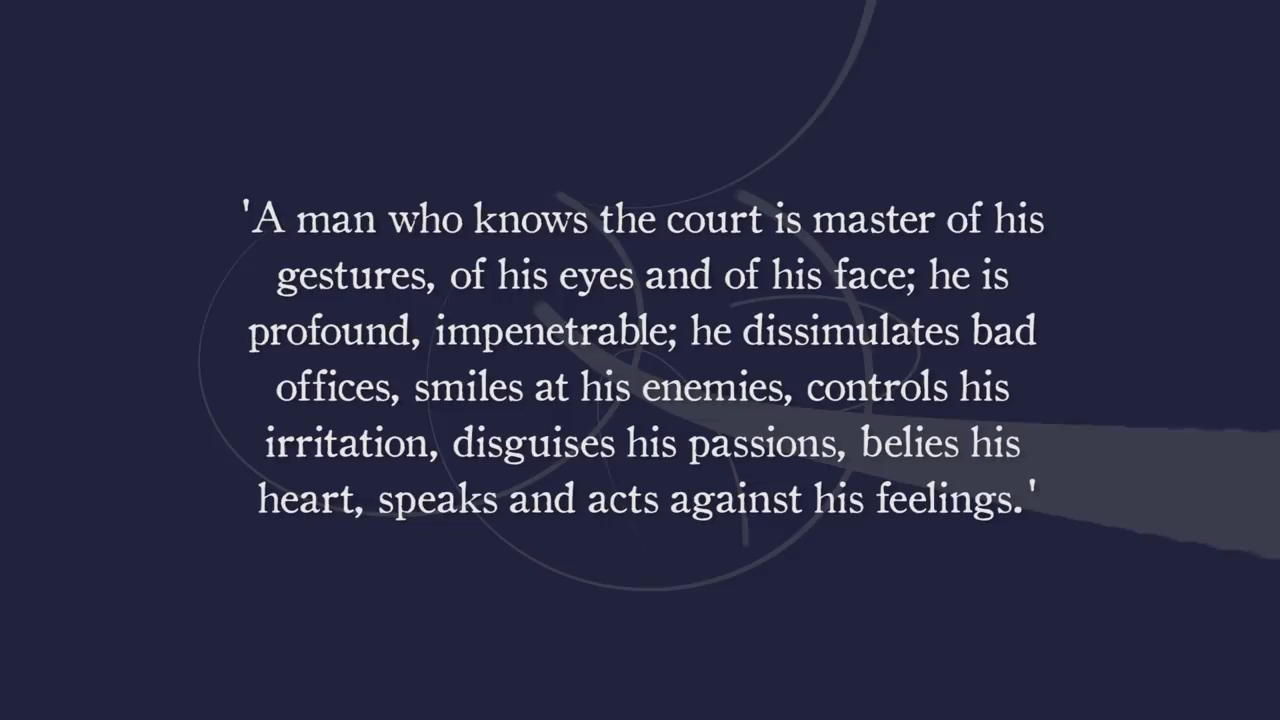 'A man who knows the court is master of his
gestures, of his eyes and of his face; he is
profound, impenetrable; he dissimulates bad
offices, smiles at his enemies, controls his
irritation, disguises his passions, belies his
heart, speaks and acts against his feelings.'